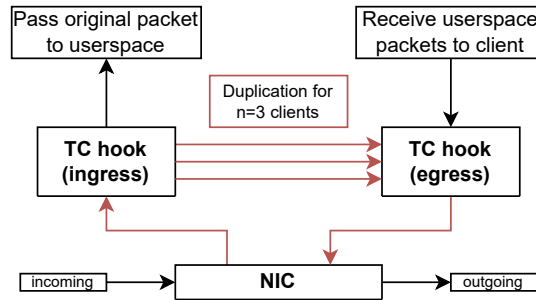 Pass original packet
to userspace
Receive userspace
packets to client
Duplication for
n=3 clients
TC hook
(ingress)
TC hook
(egress)
incoming
NIC
outgoing